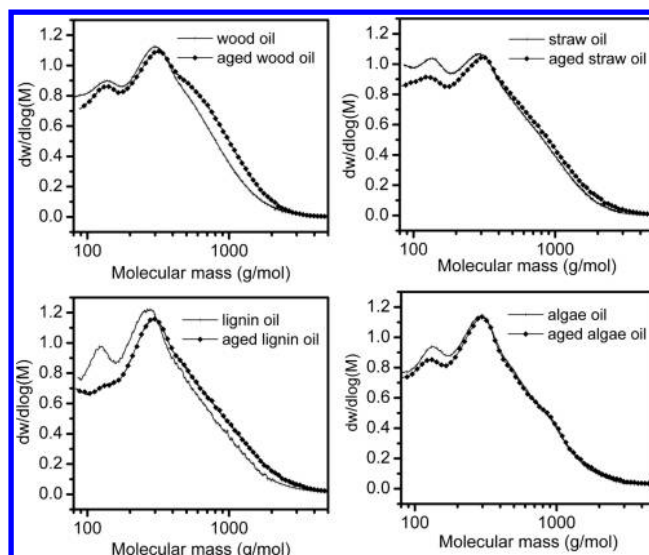 wood oil
aged wood oil
dw/dlog(M)
1.2
1.0
0.8
0.6
0.4
0.2
0.0
100
1000
Molecular mass (g/mol)
straw oil
aged straw oil
dw/dlog(M)
1.2
1.0
0.8
0.6
0.4
0.2
0.0
100
1000
Molecular mass (g/mol)
lignin oil
aged lignin oil
dw/dlog(M)
1.2
1.0
0.8
0.6
0.4
0.2
0.0
100
1000
Molecular mass (g/mol)
algae oil
aged algae oil
dw/dlog(M)
1.2
1.0
0.8
0.6
0.4
0.2
0.0
100
1000
Molecular mass (g/mol)